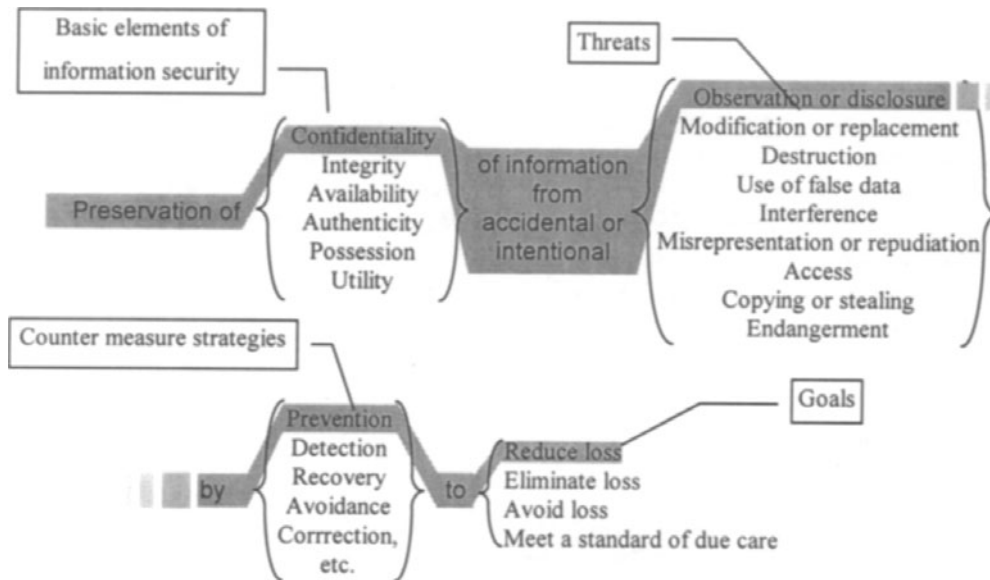 Basic elements of
information security
Threats
Preservation of
Confidentiality
Integrity
Availability
Authenticity
Possession
Utility
of information
from
accidental or
intentional
Observation or disclosure
Modification or replacement
Destruction
Use of false data
Interference
Misrepresentation or repudiation
Access
Copying or stealing
Endangerment
Counter measure strategies
Goals
by
Prevention
Detection
Recovery
Avoidance
Corrrection,
etc.
to
Reduce loss
Eliminate loss
Avoid loss
Meet a standard of due care